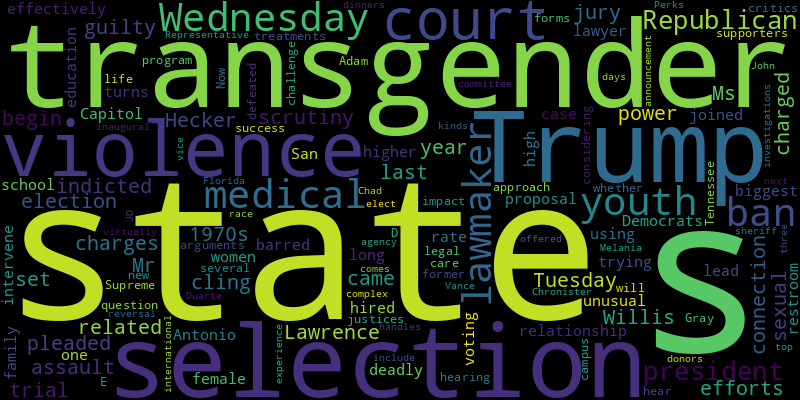 effectively
Wednesday
dinners
court
jury
forms
Perks
critics
guilty
Representative
treatments
lawyer
Republican
supporters
transgender
education
program
life
turns
Now
defeated
challenge
Adam
days
announcement
committee
John
Ms
charged
investigations
begin
Capitol
Hecker
inaugural
scrutiny
success
vice
kinds
case
power
joined
considering
violence
San
higher
year
high
lawmaker
Trump
school
indicted
election
medical
last
Florida
Chad
elect
race
impact
approach
proposal
whether
youth
Tennessee
biggest
next
ban
Democrats
sheriff
state
s
intervene
JD
virtually
charges
1970s
arguments
barred
D
rate
using
Melania
three
Mr
new
several
women
long
agency
legal
care
former
offered
trying
lead
connection
sexual
restroom
set
Supreme
cling
comes
came
Vance
Tuesday
will
question
reversal
Duarte
complex
hired
justices
Chronister
unusual
related
Antonio
Lawrence
handles
voting
relationship
Willis
Gray
family
pleaded
one
assault
E
trial
international
selection
female
experience
include
deadly
hearing
campus
donors
top
president
hear
efforts